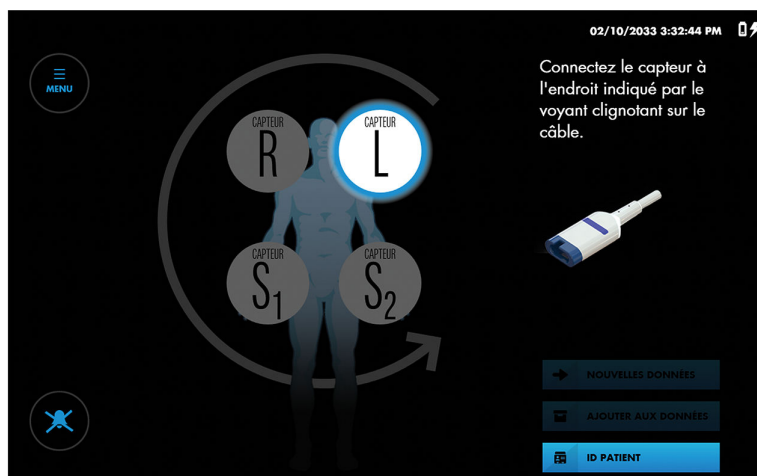 02/10/2033 3:32:44 PM
MENU
Connectez le capteur à
l'endroit indiqué par le
voyant clignotant sur le
câble.
CAPTEUR
R
CAPTEUR
L
CAPTEUR
S1
CAPTEUR
S2
NOUVELLES DONNÉES
AJOUTER AUX DONNÉES
ID PATIENT